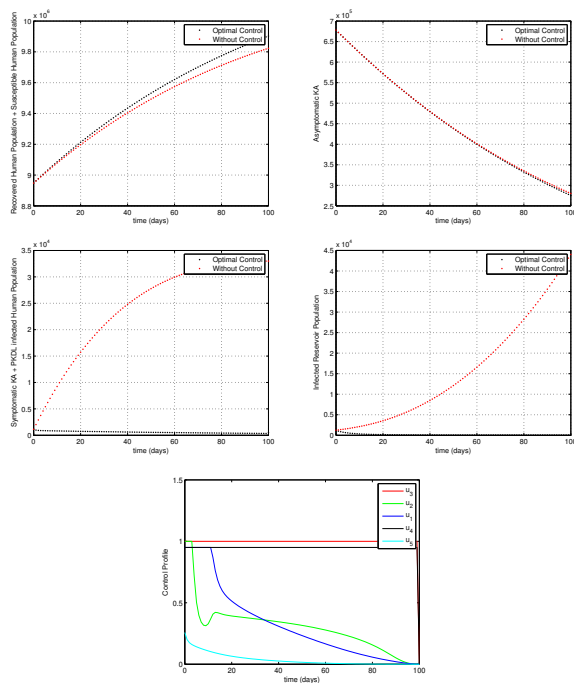 x 10^6
10
9.8
9.6
9.4
9.2
9
8.8
0
20
40
60
80
100
time (days)
Recovered Human Population + Susceptible Human Population
Optimal Control
Without Control
x 10^5
7
6.5
6
5.5
5
4.5
4
3.5
3
2.5
0
20
40
60
80
100
time (days)
Asymptomatic KA
Optimal Control
Without Control
x 10^4
3.5
3
2.5
2
1.5
1
0.5
0
0
20
40
60
80
100
time (days)
Symptomatic KA + PKDL infected Human Population
Optimal Control
Without Control
x 10^4
4.5
4
3.5
3
2.5
2
1.5
1
0.5
0
0
20
40
60
80
100
time (days)
Infected Reservoir Population
Optimal Control
Without Control
1.5
1
0.5
0
0
20
40
60
80
100
time (days)
Control Profile
u_3
u_2
u_1
u_4
u_5